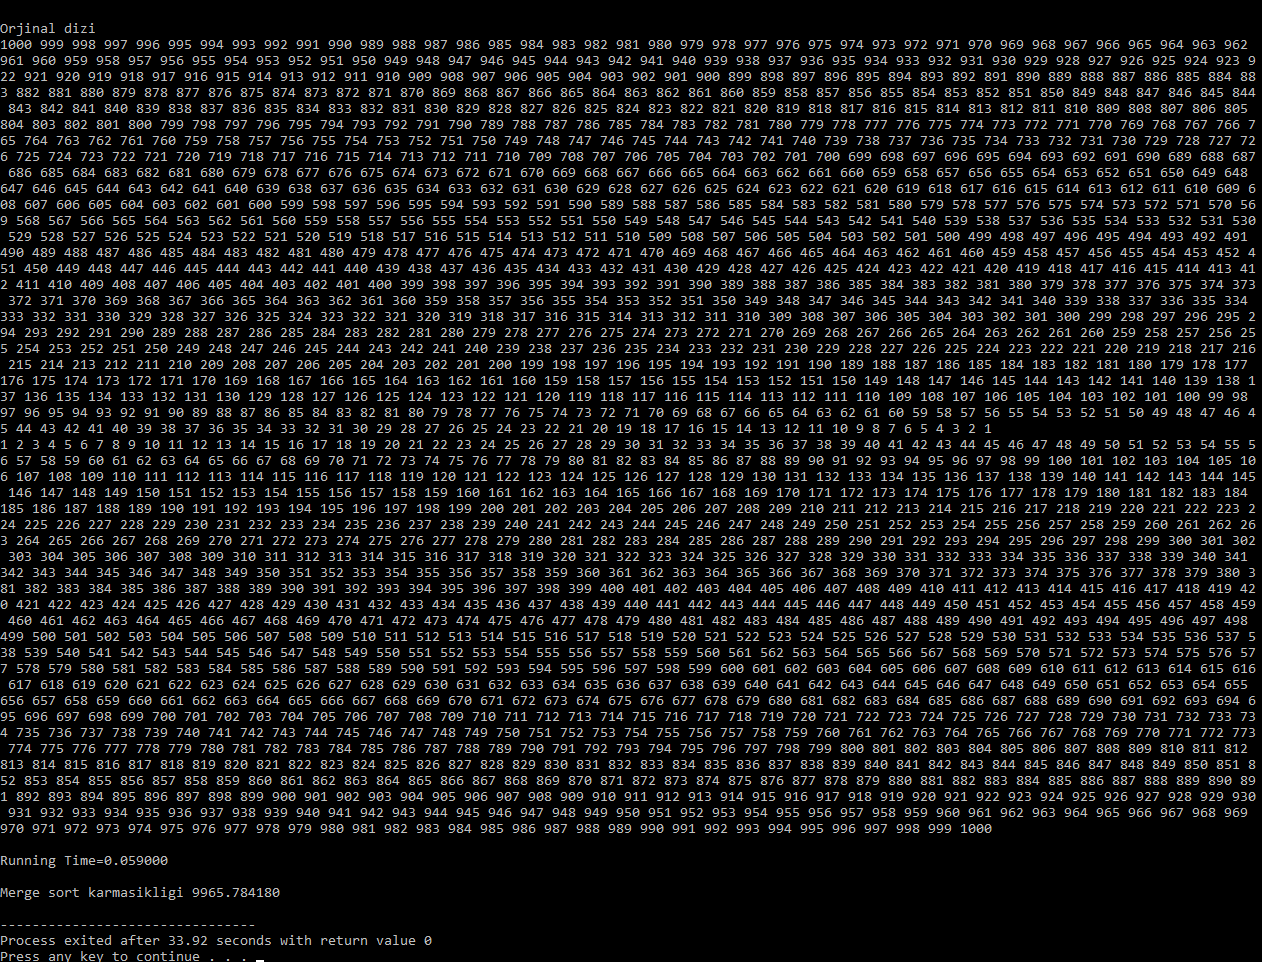 Orjinal dizi
1000 999 998 997 996 995 994 993 992 991 990 989 988 987 986 985 984 983 982 981 980 979 978 977 976 975 974 973 972 971 970 969 968 967 966 965 964 963 962
961 960 959 958 957 956 955 954 953 952 951 950 949 948 947 946 945 944 943 942 941 940 939 938 937 936 935 934 933 932 931 930 929 928 927 926 925 924 923 9
22 921 920 919 918 917 916 915 914 913 912 911 910 909 908 907 906 905 904 903 902 901 900 899 898 897 896 895 894 893 892 891 890 889 888 887 886 885 884 88
3 882 881 880 879 878 877 876 875 874 873 872 871 870 869 868 867 866 865 864 863 862 861 860 859 858 857 856 855 854 853 852 851 850 849 848 847 846 845 844
843 842 841 840 839 838 837 836 835 834 833 832 831 830 829 828 827 826 825 824 823 822 821 820 819 818 817 816 815 814 813 812 811 810 809 808 807 806 805
804 803 802 801 800 799 798 797 796 795 794 793 792 791 790 789 788 787 786 785 784 783 782 781 780 779 778 777 776 775 774 773 772 771 770 769 768 767 766 7
65 764 763 762 761 760 759 758 757 756 755 754 753 752 751 750 749 748 747 746 745 744 743 742 741 740 739 738 737 736 735 734 733 732 731 730 729 728 727 72
6 725 724 723 722 721 720 719 718 717 716 715 714 713 712 711 710 709 708 707 706 705 704 703 702 701 700 699 698 697 696 695 694 693 692 691 690 689 688 687
686 685 684 683 682 681 680 679 678 677 676 675 674 673 672 671 670 669 668 667 666 665 664 663 662 661 660 659 658 657 656 655 654 653 652 651 650 649 648
647 646 645 644 643 642 641 640 639 638 637 636 635 634 633 632 631 630 629 628 627 626 625 624 623 622 621 620 619 618 617 616 615 614 613 612 611 610 609 6
08 607 606 605 604 603 602 601 600 599 598 597 596 595 594 593 592 591 590 589 588 587 586 585 584 583 582 581 580 579 578 577 576 575 574 573 572 571 570 56
9 568 567 566 565 564 563 562 561 560 559 558 557 556 555 554 553 552 551 550 549 548 547 546 545 544 543 542 541 540 539 538 537 536 535 534 533 532 531 530
529 528 527 526 525 524 523 522 521 520 519 518 517 516 515 514 513 512 511 510 509 508 507 506 505 504 503 502 501 500 499 498 497 496 495 494 493 492 491
490 489 488 487 486 485 484 483 482 481 480 479 478 477 476 475 474 473 472 471 470 469 468 467 466 465 464 463 462 461 460 459 458 457 456 455 454 453 452 4
51 450 449 448 447 446 445 444 443 442 441 440 439 438 437 436 435 434 433 432 431 430 429 428 427 426 425 424 423 422 421 420 419 418 417 416 415 414 413 41
2 411 410 409 408 407 406 405 404 403 402 401 400 399 398 397 396 395 394 393 392 391 390 389 388 387 386 385 384 383 382 381 380 379 378 377 376 375 374 373
372 371 370 369 368 367 366 365 364 363 362 361 360 359 358 357 356 355 354 353 352 351 350 349 348 347 346 345 344 343 342 341 340 339 338 337 336 335 334
333 332 331 330 329 328 327 326 325 324 323 322 321 320 319 318 317 316 315 314 313 312 311 310 309 308 307 306 305 304 303 302 301 300 299 298 297 296 295 2
94 293 292 291 290 289 288 287 286 285 284 283 282 281 280 279 278 277 276 275 274 273 272 271 270 269 268 267 266 265 264 263 262 261 260 259 258 257 256 25
5 254 253 252 251 250 249 248 247 246 245 244 243 242 241 240 239 238 237 236 235 234 233 232 231 230 229 228 227 226 225 224 223 222 221 220 219 218 217 216
215 214 213 212 211 210 209 208 207 206 205 204 203 202 201 200 199 198 197 196 195 194 193 192 191 190 189 188 187 186 185 184 183 182 181 180 179 178 177
176 175 174 173 172 171 170 169 168 167 166 165 164 163 162 161 160 159 158 157 156 155 154 153 152 151 150 149 148 147 146 145 144 143 142 141 140 139 138 1
37 136 135 134 133 132 131 130 129 128 127 126 125 124 123 122 121 120 119 118 117 116 115 114 113 112 111 110 109 108 107 106 105 104 103 102 101 100 99 98
97 96 95 94 93 92 91 90 89 88 87 86 85 84 83 82 81 80 79 78 77 76 75 74 73 72 71 70 69 68 67 66 65 64 63 62 61 60 59 58 57 56 55 54 53 52 51 50 49 48 47 46 4
5 44 43 42 41 40 39 38 37 36 35 34 33 32 31 30 29 28 27 26 25 24 23 22 21 20 19 18 17 16 15 14 13 12 11 10 9 8 7 6 5 4 3 2 1
1 2 3 4 5 6 7 8 9 10 11 12 13 14 15 16 17 18 19 20 21 22 23 24 25 26 27 28 29 30 31 32 33 34 35 36 37 38 39 40 41 42 43 44 45 46 47 48 49 50 51 52 53 54 55 5
6 57 58 59 60 61 62 63 64 65 66 67 68 69 70 71 72 73 74 75 76 77 78 79 80 81 82 83 84 85 86 87 88 89 90 91 92 93 94 95 96 97 98 99 100 101 102 103 104 105 10
6 107 108 109 110 111 112 113 114 115 116 117 118 119 120 121 122 123 124 125 126 127 128 129 130 131 132 133 134 135 136 137 138 139 140 141 142 143 144 145
146 147 148 149 150 151 152 153 154 155 156 157 158 159 160 161 162 163 164 165 166 167 168 169 170 171 172 173 174 175 176 177 178 179 180 181 182 183 184
185 186 187 188 189 190 191 192 193 194 195 196 197 198 199 200 201 202 203 204 205 206 207 208 209 210 211 212 213 214 215 216 217 218 219 220 221 222 223 2
24 225 226 227 228 229 230 231 232 233 234 235 236 237 238 239 240 241 242 243 244 245 246 247 248 249 250 251 252 253 254 255 256 257 258 259 260 261 262 26
3 264 265 266 267 268 269 270 271 272 273 274 275 276 277 278 279 280 281 282 283 284 285 286 287 288 289 290 291 292 293 294 295 296 297 298 299 300 301 302
303 304 305 306 307 308 309 310 311 312 313 314 315 316 317 318 319 320 321 322 323 324 325 326 327 328 329 330 331 332 333 334 335 336 337 338 339 340 341
342 343 344 345 346 347 348 349 350 351 352 353 354 355 356 357 358 359 360 361 362 363 364 365 366 367 368 369 370 371 372 373 374 375 376 377 378 379 380 3
81 382 383 384 385 386 387 388 389 390 391 392 393 394 395 396 397 398 399 400 401 402 403 404 405 406 407 408 409 410 411 412 413 414 415 416 417 418 419 42
0 421 422 423 424 425 426 427 428 429 430 431 432 433 434 435 436 437 438 439 440 441 442 443 444 445 446 447 448 449 450 451 452 453 454 455 456 457 458 459
460 461 462 463 464 465 466 467 468 469 470 471 472 473 474 475 476 477 478 479 480 481 482 483 484 485 486 487 488 489 490 491 492 493 494 495 496 497 498
499 500 501 502 503 504 505 506 507 508 509 510 511 512 513 514 515 516 517 518 519 520 521 522 523 524 525 526 527 528 529 530 531 532 533 534 535 536 537 5
38 539 540 541 542 543 544 545 546 547 548 549 550 551 552 553 554 555 556 557 558 559 560 561 562 563 564 565 566 567 568 569 570 571 572 573 574 575 576 57
7 578 579 580 581 582 583 584 585 586 587 588 589 590 591 592 593 594 595 596 597 598 599 600 601 602 603 604 605 606 607 608 609 610 611 612 613 614 615 616
617 618 619 620 621 622 623 624 625 626 627 628 629 630 631 632 633 634 635 636 637 638 639 640 641 642 643 644 645 646 647 648 649 650 651 652 653 654 655
656 657 658 659 660 661 662 663 664 665 666 667 668 669 670 671 672 673 674 675 676 677 678 679 680 681 682 683 684 685 686 687 688 689 690 691 692 693 694 6
95 696 697 698 699 700 701 702 703 704 705 706 707 708 709 710 711 712 713 714 715 716 717 718 719 720 721 722 723 724 725 726 727 728 729 730 731 732 733 73
4 735 736 737 738 739 740 741 742 743 744 745 746 747 748 749 750 751 752 753 754 755 756 757 758 759 760 761 762 763 764 765 766 767 768 769 770 771 772 773
774 775 776 777 778 779 780 781 782 783 784 785 786 787 788 789 790 791 792 793 794 795 796 797 798 799 800 801 802 803 804 805 806 807 808 809 810 811 812
813 814 815 816 817 818 819 820 821 822 823 824 825 826 827 828 829 830 831 832 833 834 835 836 837 838 839 840 841 842 843 844 845 846 847 848 849 850 851 8
52 853 854 855 856 857 858 859 860 861 862 863 864 865 866 867 868 869 870 871 872 873 874 875 876 877 878 879 880 881 882 883 884 885 886 887 888 889 890 89
1 892 893 894 895 896 897 898 899 900 901 902 903 904 905 906 907 908 909 910 911 912 913 914 915 916 917 918 919 920 921 922 923 924 925 926 927 928 929 930
931 932 933 934 935 936 937 938 939 940 941 942 943 944 945 946 947 948 949 950 951 952 953 954 955 956 957 958 959 960 961 962 963 964 965 966 967 968 969
970 971 972 973 974 975 976 977 978 979 980 981 982 983 984 985 986 987 988 989 990 991 992 993 994 995 996 997 998 999 1000
Running Time=0.059000
Merge sort karmasikligi 9965.784180
--------------------------------
Process exited after 33.92 seconds with return value 0
Press any key to continue . . . _